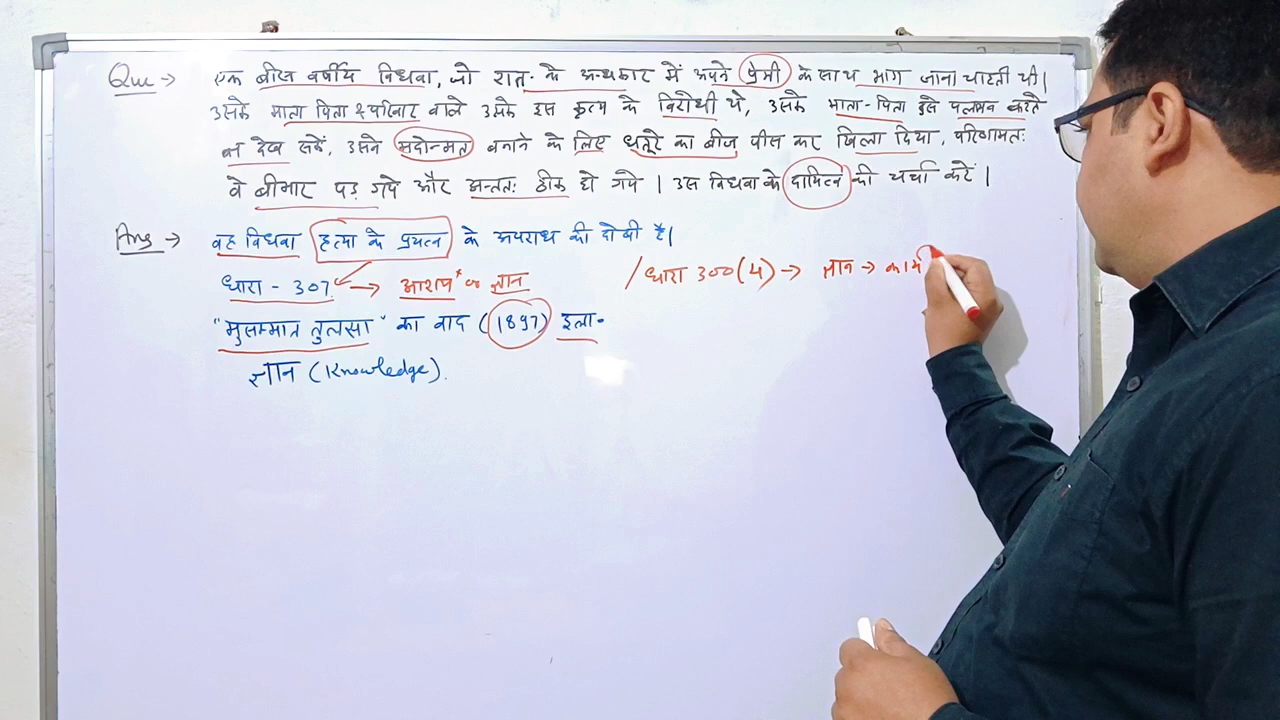 Que → एक बीस वर्षीय विधवा, जो रात के अन्धकार में अपने प्रेमी के साथ भाग जाना चाहती थी।
उसके माता पिता & परिवार वाले उसके इस कृत्य के विरोधी थे, उसके माता-पिता उसे पलायन करते
न देख सकें, उसने मदोन्मत बनाने के लिए धतूरे का बीज पीस कर खिला दिया, परिणामतः
वे बीमार पड़ गये और अन्ततः ठीक हो गये। उस विधवा के दायित्व की चर्चा करें।
Ans → वह विधवा हत्या के प्रयत्न के अपराध की दोषी है।
धारा - 307 → आशय व ज्ञान / धारा 300(4) → ज्ञान → कार्य
"मुसम्मात तुलसा" का वाद (1897) इला॰
ज्ञान (Knowledge).